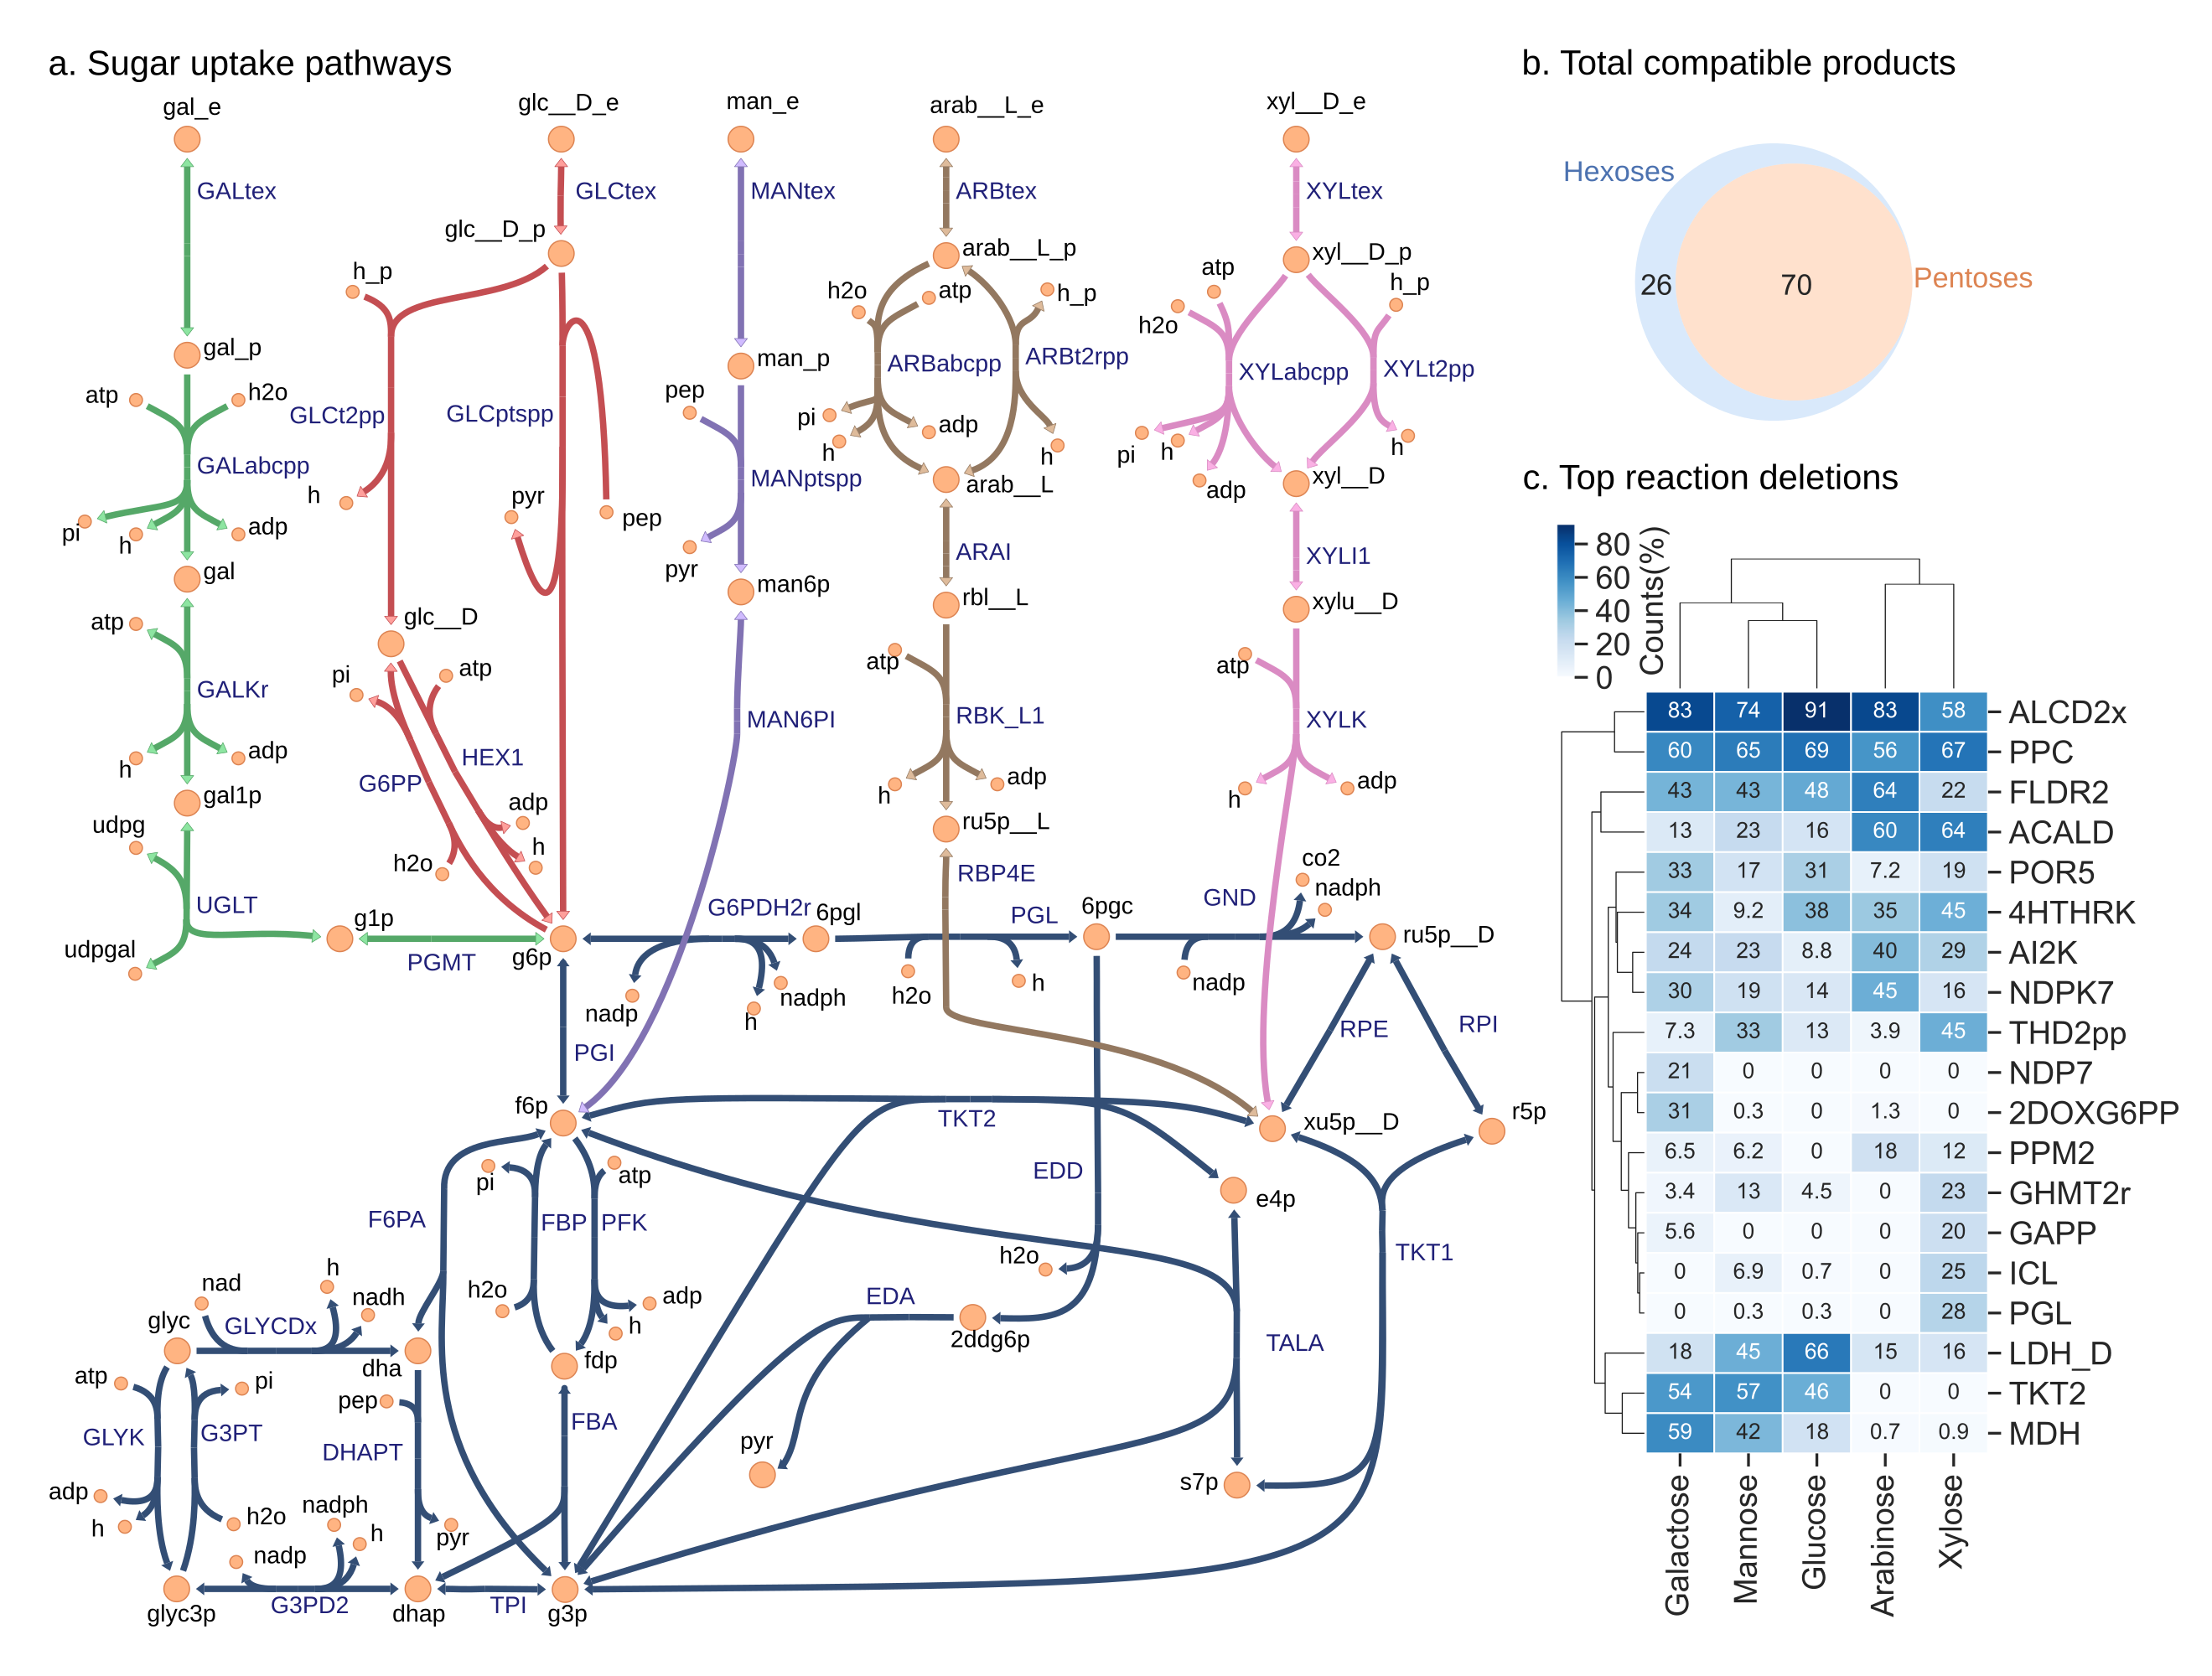 a. Sugar uptake pathways
gal_e
glc__D_e
man_e
arab__L_e
xyl__D_e
GALtex
GLCtex
MANtex
ARBtex
XYLtex
glc__D_p
arab__L_p
xyl__D_p
h_p
h2o
atp
h_p
atp
h_p
h2o
gal_p
man_p
ARBabcpp
ARBt2rpp
XYLabcpp
XYLt2pp
atp
h2o
pep
GLCt2pp
GLCptspp
pi
h
adp
h
pi
h
adp
h
GALabcpp
MANptspp
arab__L
xyl__D
h
pyr
pep
pi
h
adp
pyr
ARAI
XYLI1
gal
man6p
rbl__L
xylu__D
atp
glc__D
pi
atp
atp
atp
GALKr
MAN6PI
RBK_L1
XYLK
HEX1
G6PP
h
adp
h
adp
h
adp
gal1p
adp
udpg
h
h2o
ru5p__L
co2
nadph
RBP4E
UGLT
g1p
G6PDH2r
6pgl
PGL
6pgc
GND
ru5p__D
udpgal
PGMT
g6p
nadp
h
nadph
h2o
h
nadp
PGI
RPE
RPI
f6p
TKT2
xu5p__D
r5p
pi
atp
EDD
e4p
F6PA
FBP
PFK
TKT1
h2o
nad
h
nadh
h2o
adp
h
EDA
glyc
GLYCDx
dha
fdp
2ddg6p
TALA
atp
pi
pep
FBA
GLYK
G3PT
DHAPT
pyr
s7p
adp
h
h2o
nadph
h
pyr
nadp
glyc3p
G3PD2
dhap
TPI
g3p
b. Total compatible products
Hexoses
26
70
Pentoses
c. Top reaction deletions
80
60
40
20
0
Counts(%)
83 74 91 83 58 ALCD2x
60 65 69 56 67 PPC
43 43 48 64 22 FLDR2
13 23 16 60 64 ACALD
33 17 31 7.2 19 POR5
34 9.2 38 35 45 4HTHRK
24 23 8.8 40 29 AI2K
30 19 14 45 16 NDPK7
7.3 33 13 3.9 45 THD2pp
21 0 0 0 0 NDP7
31 0.3 0 1.3 0 2DOXG6PP
6.5 6.2 0 18 12 PPM2
3.4 13 4.5 0 23 GHMT2r
5.6 0 0 0 20 GAPP
0 6.9 0.7 0 25 ICL
0 0.3 0.3 0 28 PGL
18 45 66 15 16 LDH_D
54 57 46 0 0 TKT2
59 42 18 0.7 0.9 MDH
Galactose
Mannose
Glucose
Arabinose
Xylose